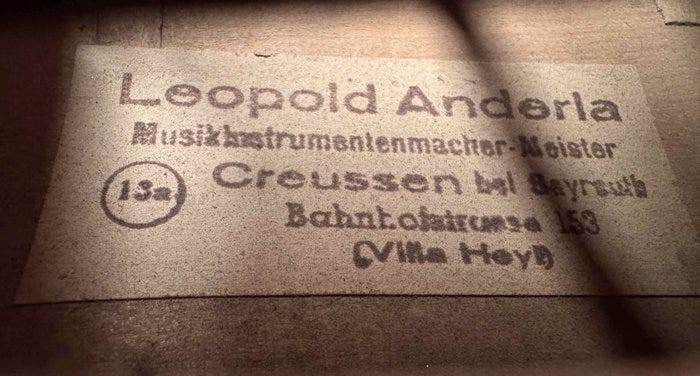 Leopold Anderla
Musikinstrumentenmacher-Meister
13a
Creussen bei Bayreuth
Bahnhofstrasse 153
(Villa Heyl)